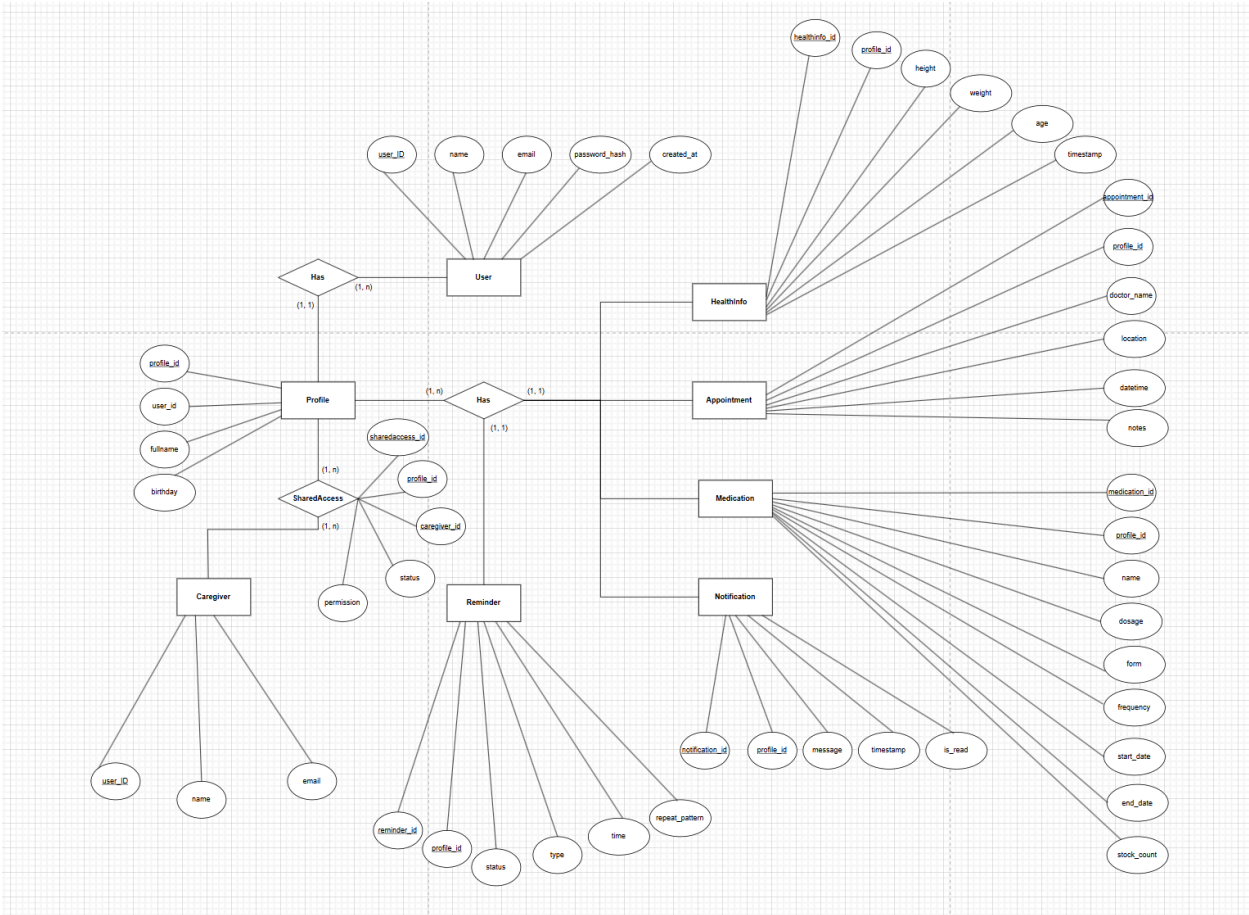 healthinfo_id
profile_id
height
weight
age
timestamp
user_ID
name
email
password_hash
created_at
appointment_id
profile_id
doctor_name
location
datetime
notes
Has
(1, n)
(1, 1)
User
HealthInfo
profile_id
user_id
fullname
birthday
Profile
(1, n)
Has
(1, 1)
(1, 1)
Appointment
sharedaccess_id
profile_id
caregiver_id
status
permission
(1, n)
SharedAccess
(1, n)
Medication
medication_id
profile_id
name
dosage
form
frequency
start_date
end_date
stock_count
Caregiver
Reminder
Notification
user_ID
name
email
reminder_id
profile_id
status
type
time
repeat_pattern
notification_id
profile_id
message
timestamp
is_read